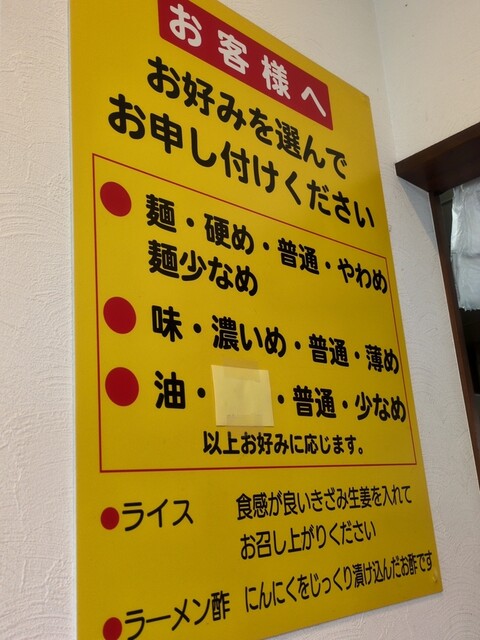 お客様へ
お好みを選んで
お申し付けください
●麺・硬め・普通・やわめ
麺少なめ
●味・濃いめ・普通・薄め
●油・ ・普通・少なめ
以上お好みに応じます。
●ライス 食感が良いきざみ生姜を入れて
お召し上がりください
●ラーメン酢 にんにくをじっくり漬け込んだお酢です